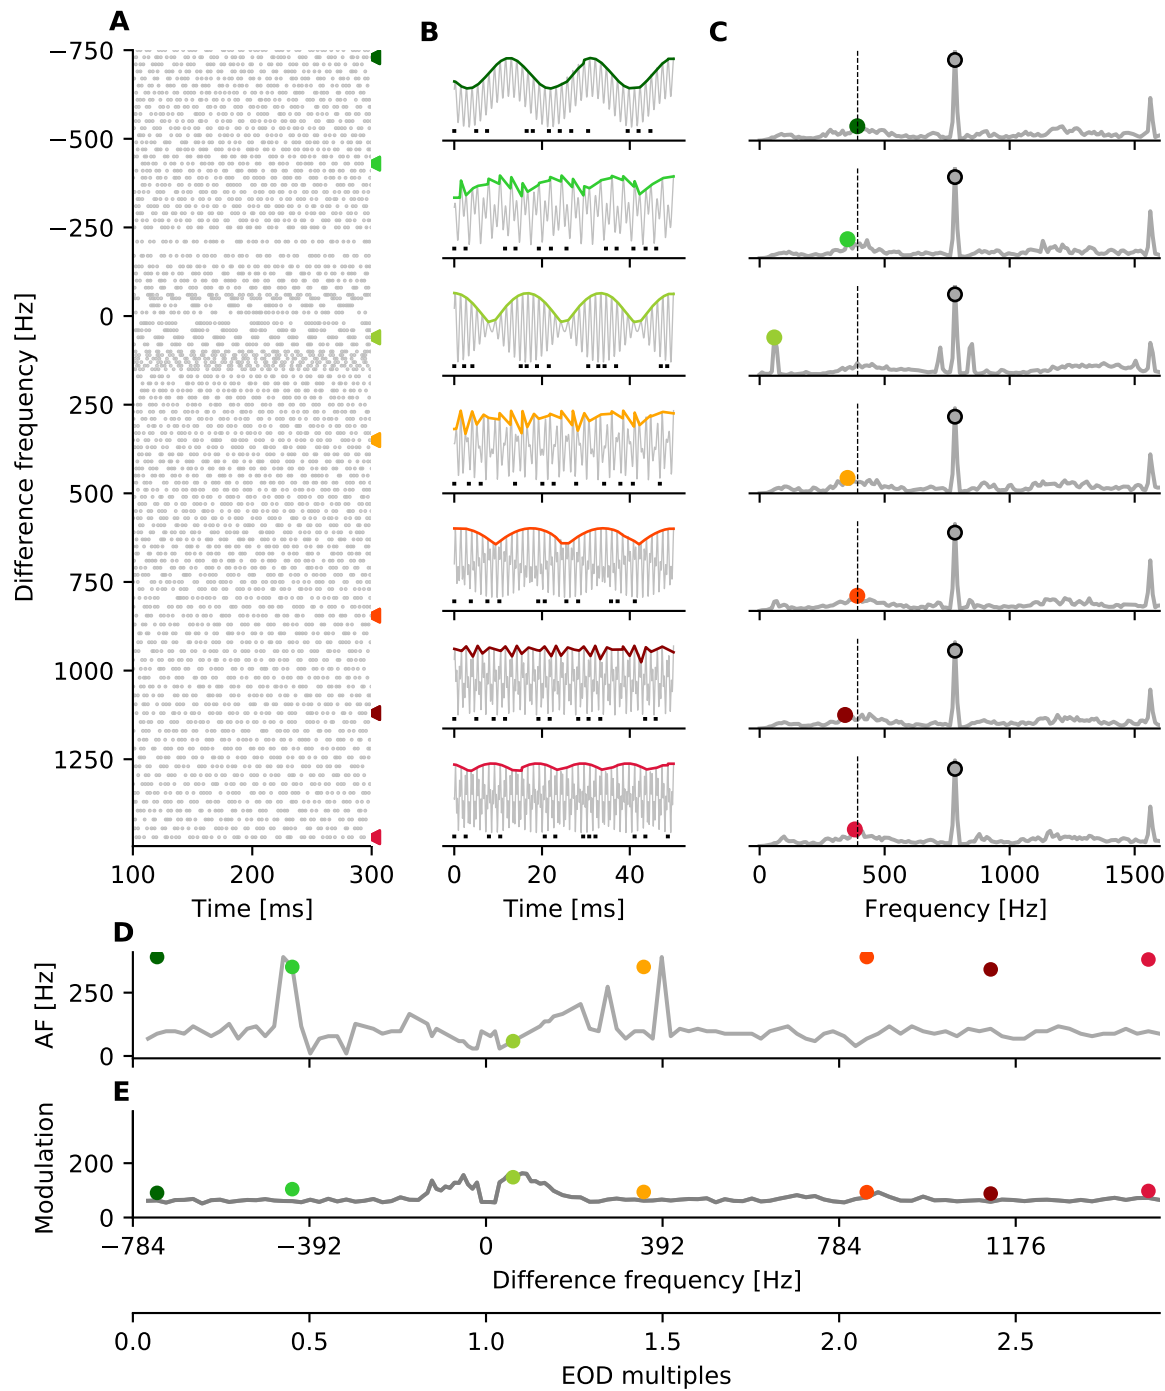 A B C
Difference frequency [Hz]
−750
−500
−250
0
250
500
750
1000
1250
100 200 300
Time [ms]
0 20 40
Time [ms]
0 500 1000 1500
Frequency [Hz]
D
AF [Hz]
250
0
E
Modulation
200
0
−784 −392 0 392 784 1176
Difference frequency [Hz]
0.0 0.5 1.0 1.5 2.0 2.5
EOD multiples